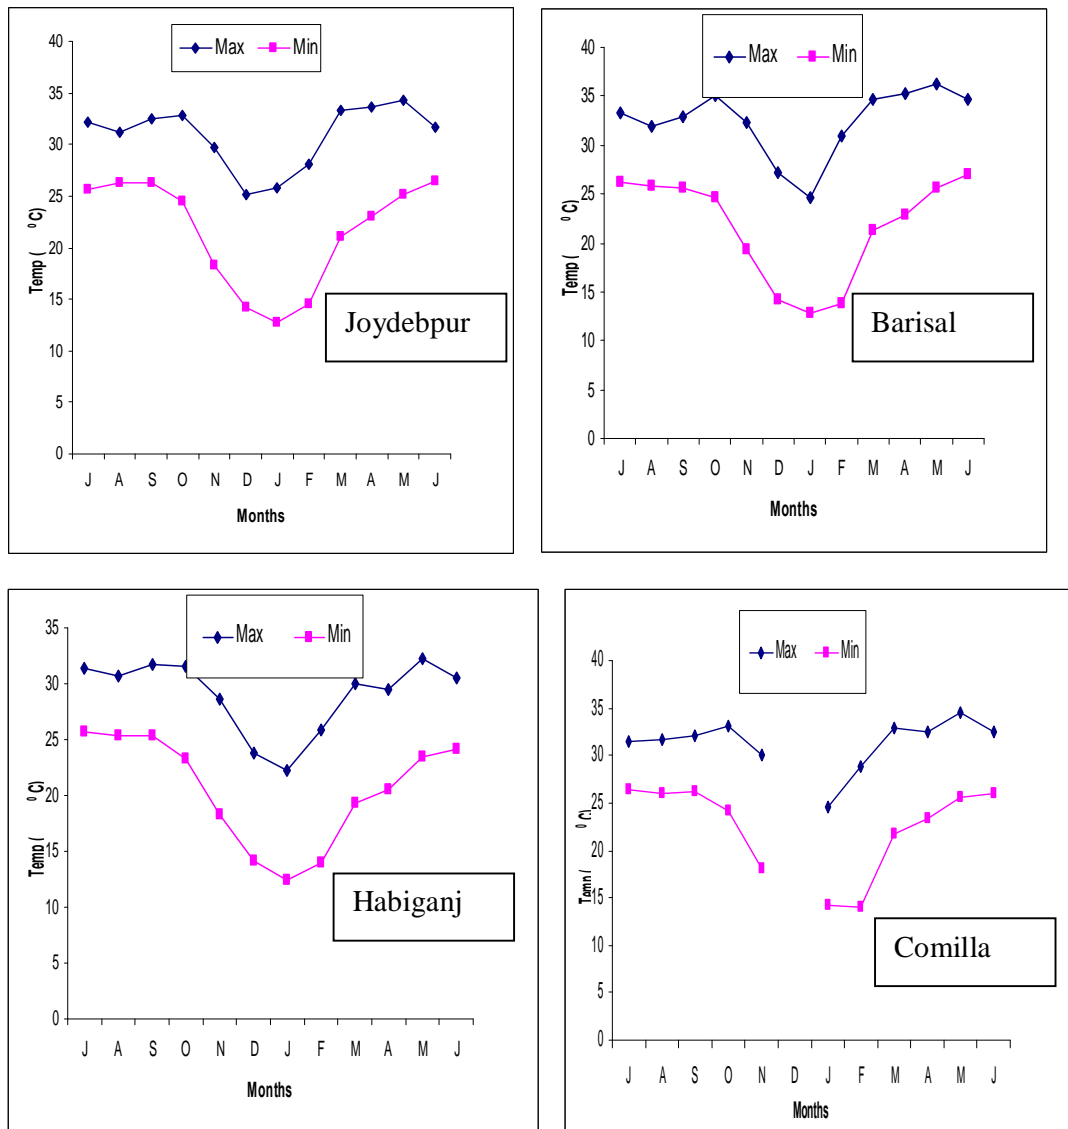 Max Min
40
35
30
25
20
15
10
5
0
Temp ( ⁰ C)
J A S O N D J F M A M J
Months
Joydebpur
Max Min
40
35
30
25
20
15
10
5
0
Temp ( ⁰ C)
J A S O N D J F M A M J
Months
Barisal
Max Min
35
30
25
20
15
10
5
0
Temp ( ⁰ C)
J A S O N D J F M A M J
Months
Habiganj
Max Min
40
35
30
25
20
15
10
5
0
Temp ( ⁰ C)
J A S O N D J F M A M J
Months
Comilla